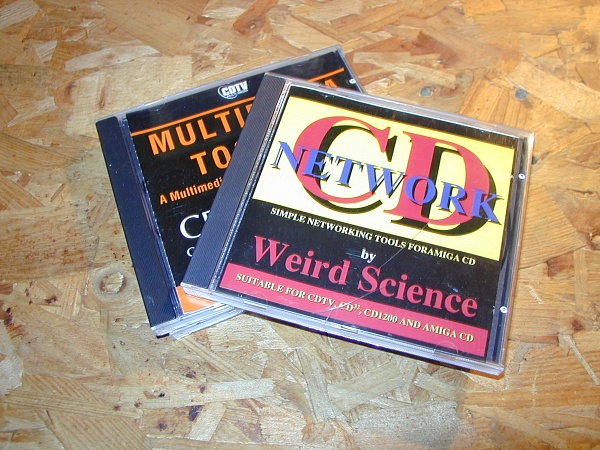 CDTV
MULTIM A
TO
A Multimedi
C
CD
NETWORK
SIMPLE NETWORKING TOOLS FORAMIGA CD
by
Weird Science
SUITABLE FOR CDTV, CD³², CD1200 AND AMIGA CD